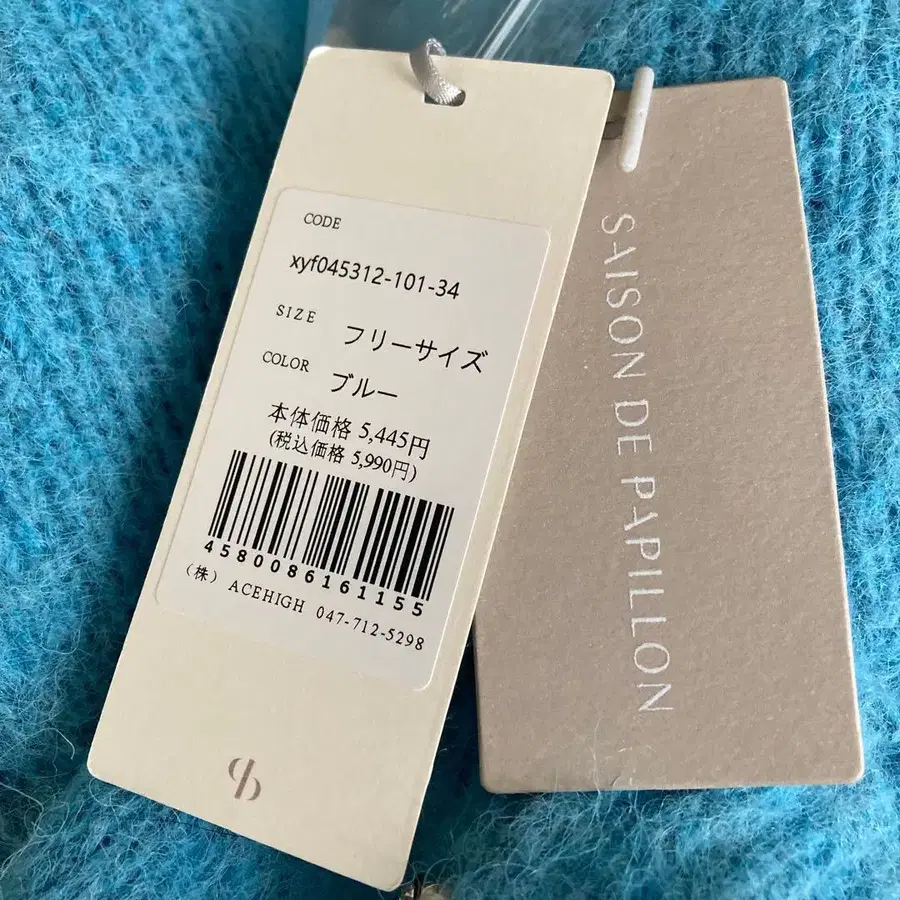 CODE
xyf045312-101-34
SIZE フリーサイズ
COLOR ブルー
本体価格 5,445円
(税込価格 5,990円)
4580086161155
(株) ACEHIGH 047-712-5298
SAISON DE PAPILLON